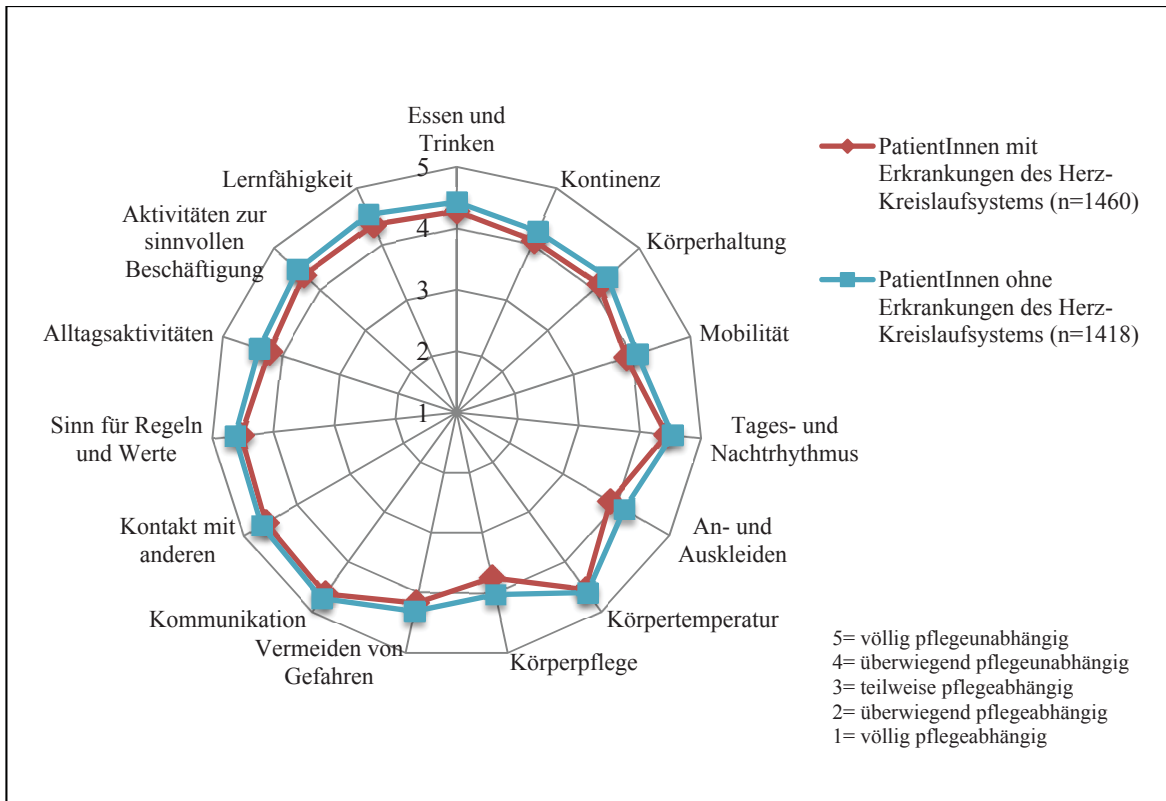 Essen und
Trinken
Kontinenz
Körperhaltung
Mobilität
Tages- und
Nachtrhythmus
An- und
Auskleiden
Körpertemperatur
Körperpflege
Vermeiden von
Gefahren
Kommunikation
Kontakt mit
anderen
Sinn für Regeln
und Werte
Alltagsaktivitäten
Aktivitäten zur
sinnvollen
Beschäftigung
Lernfähigkeit
5
4
3
2
1
PatientInnen mit
Erkrankungen des Herz-
Kreislaufsystems (n=1460)
PatientInnen ohne
Erkrankungen des Herz-
Kreislaufsystems (n=1418)
5= völlig pflegeunabhängig
4= überwiegend pflegeunabhängig
3= teilweise pflegeabhängig
2= überwiegend pflegeabhängig
1= völlig pflegeabhängig